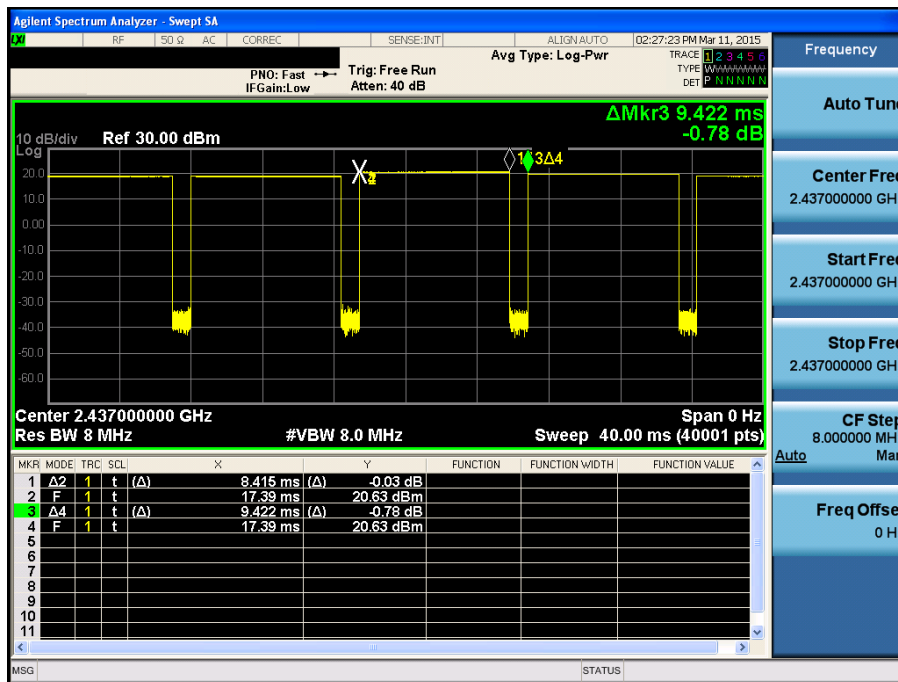 Agilent Spectrum Analyzer - Swept SA
LXI RF 50 Ω AC CORREC SENSE:INT ALIGN AUTO 02:27:23 PM Mar 11, 2015
Frequency
Avg Type: Log-Pwr TRACE 1 2 3 4 5 6
PNO: Fast Trig: Free Run TYPE WWWWWWW
IFGain:Low Atten: 40 dB DET P N N N N N
Auto Tune
ΔMkr3 9.422 ms
-0.78 dB
10 dB/div Ref 30.00 dBm
Log
1 3Δ4
20.0
10.0
0.00
-10.0
-20.0
-30.0
-40.0
-50.0
-60.0
Center Freq
2.437000000 GH
Start Freq
2.437000000 GH
Stop Freq
2.437000000 GH
Center 2.437000000 GHz Span 0 Hz
Res BW 8 MHz #VBW 8.0 MHz Sweep 40.00 ms (40001 pts)
CF Step
8.000000 MH
Auto Man
MKR MODE TRC SCL X Y FUNCTION FUNCTION WIDTH FUNCTION VALUE
1 Δ2 1 t (Δ) 8.415 ms (Δ) -0.03 dB
2 F 1 t 17.39 ms 20.63 dBm
3 Δ4 1 t (Δ) 9.422 ms (Δ) -0.78 dB
4 F 1 t 17.39 ms 20.63 dBm
5
6
7
8
9
10
11
Freq Offse
0 H
MSG STATUS